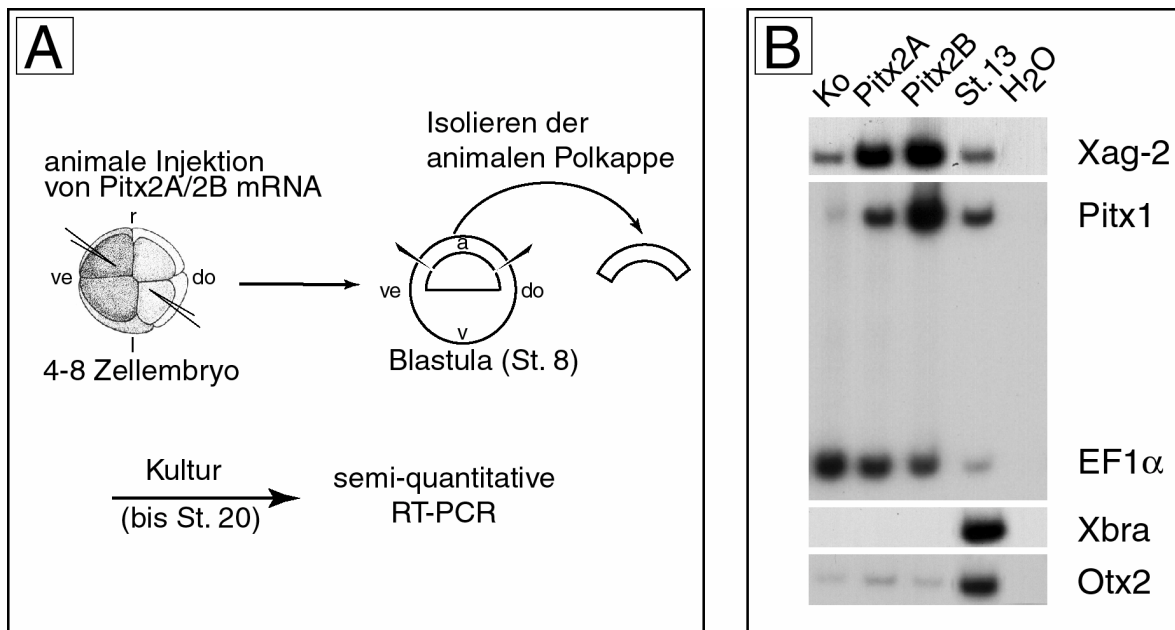 A
animale Injektion
von Pitx2A/2B mRNA
r
ve
do
l
4-8 Zellembryo
Isolieren der
animalen Polkappe
a
ve
do
v
Blastula (St. 8)
Kultur
(bis St. 20)
semi-quantitative
RT-PCR
B
Ko
Pitx2A
Pitx2B
St.13
H2O
Xag-2
Pitx1
EF1α
Xbra
Otx2